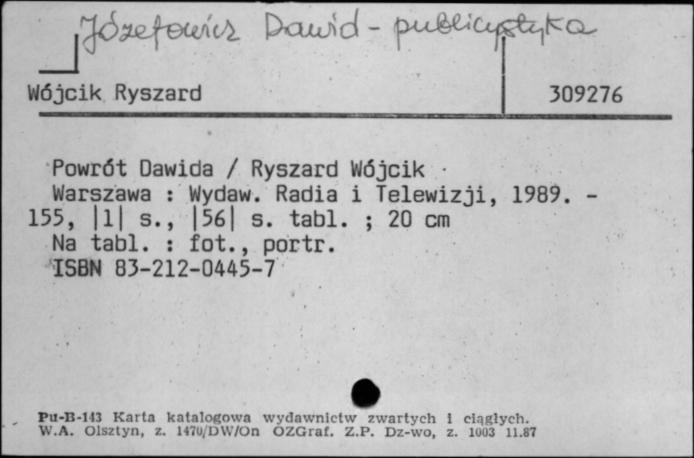 Józefowicz Dawid - publicystyka
Wójcik Ryszard 309276
Powrót Dawida / Ryszard Wójcik
Warszawa : Wydaw. Radia i Telewizji, 1989. -
155, |1| s., |56| s. tabl. ; 20 cm
Na tabl. : fot., portr.
ISBN 83-212-0445-7
Pu-B-143 Karta katalogowa wydawnictw zwartych i ciągłych.
W.A. Olsztyn, z. 1470/DW/On OZGraf. Z.P. Dz-wo, z. 1003 11.87